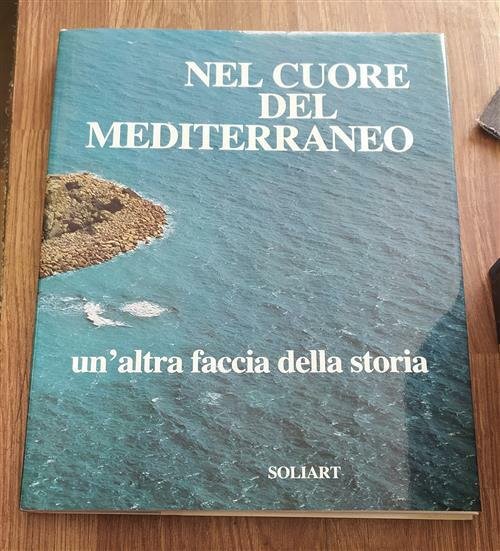 NEL CUORE
DEL
MEDITERRANEO
un'altra faccia della storia
SOLIART